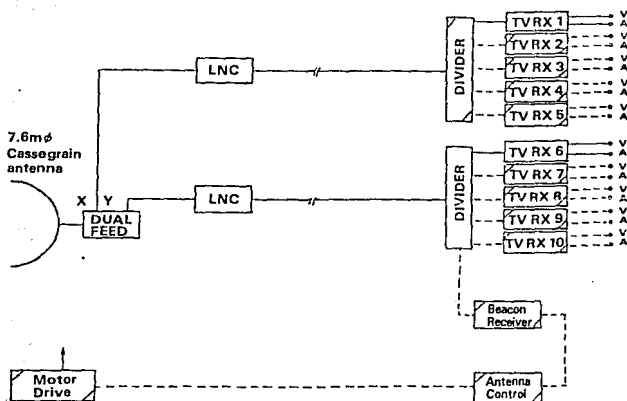 TV RX 1
V
A
TV RX 2
V
A
LNC
DIVIDER
TV RX 3
V
A
TV RX 4
V
A
TV RX 5
V
A
7.6mφ
Cassegrain
antenna
TV RX 6
V
A
TV RX 7
V
A
X Y
LNC
DIVIDER
TV RX 8
V
A
DUAL
FEED
TV RX 9
V
A
TV RX 10
V
A
Beacon
Receiver
Motor
Drive
Antenna
Control